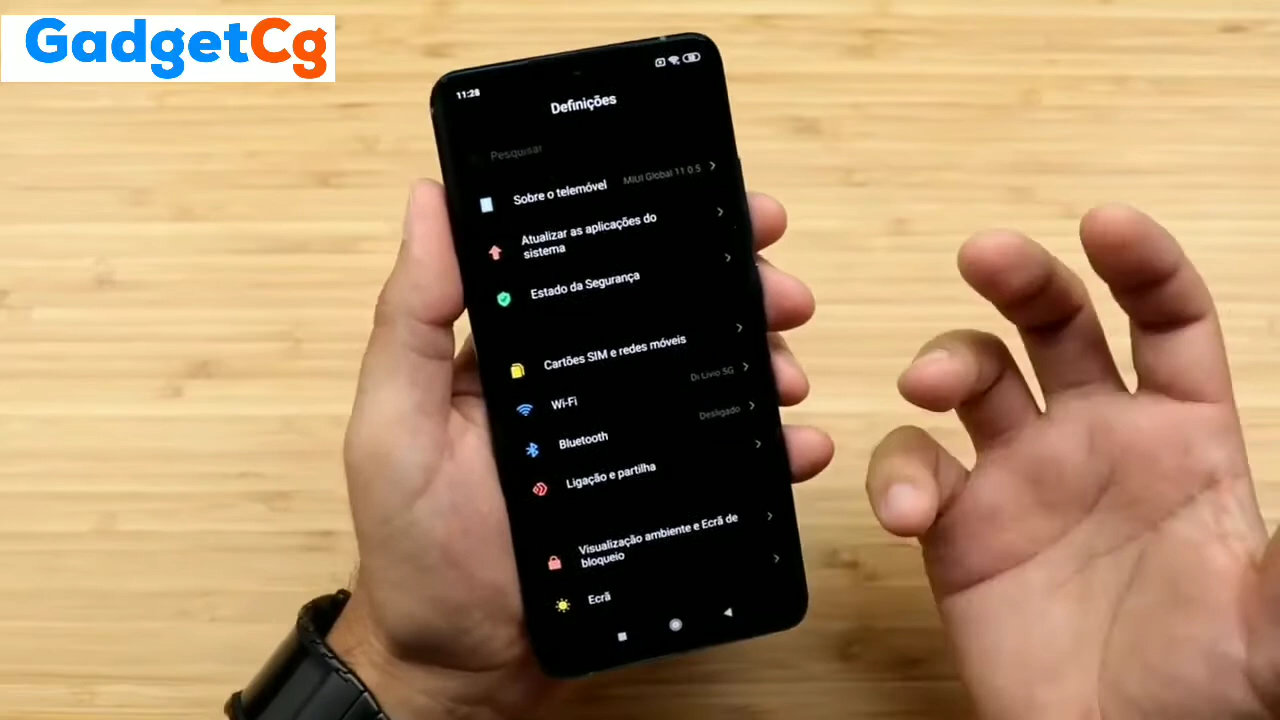 GadgetCg
11:28
Definições
Pesquisar
Sobre o telemóvel MIUI Global 11 0.5
Atualizar as aplicações do
sistema
Estado da Segurança
Cartões SIM e redes móveis
Wi-Fi Di Livio 5G
Bluetooth Desligado
Ligação e partilha
Visualização ambiente e Ecrã de
bloqueio
Ecrã